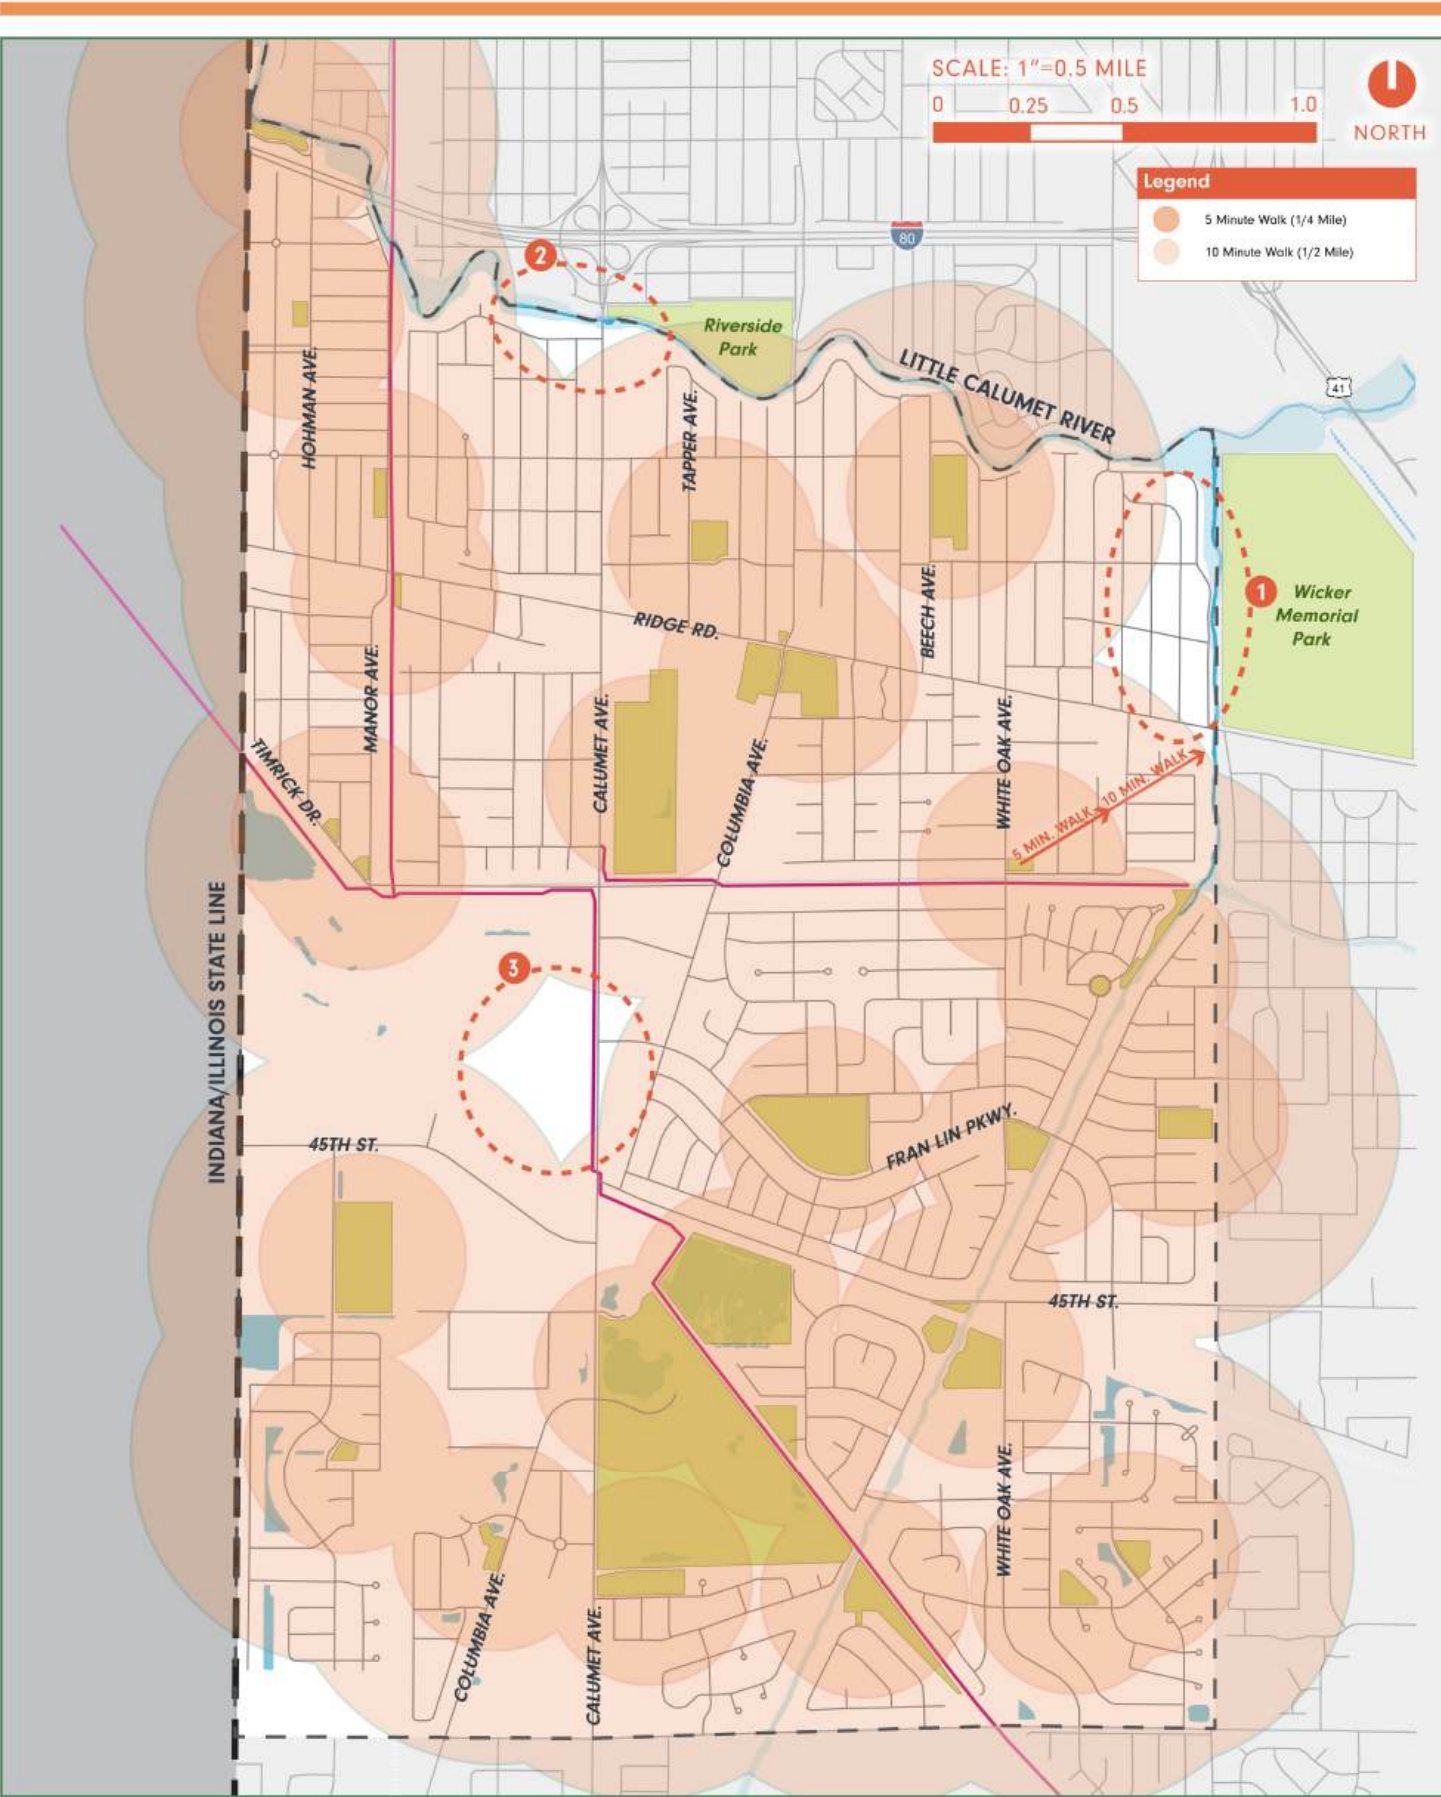 SCALE: 1"=0.5 MILE
0 0.25 0.5 1.0
NORTH
Legend
5 Minute Walk (1/4 Mile)
10 Minute Walk (1/2 Mile)
80
2
Riverside
Park
LITTLE CALUMET RIVER
41
HOHMAN AVE.
TAPPER AVE.
1
Wicker
Memorial
Park
RIDGE RD.
BEECH AVE.
MANOR AVE.
CALUMET AVE.
COLUMBIA AVE.
WHITE OAK AVE.
TIMRICK DR.
5 MIN. WALK
10 MIN. WALK
INDIANA/ILLINOIS STATE LINE
3
45TH ST.
FRAN LIN PKWY.
45TH ST.
WHITE OAK AVE.
COLUMBIA AVE.
CALUMET AVE.